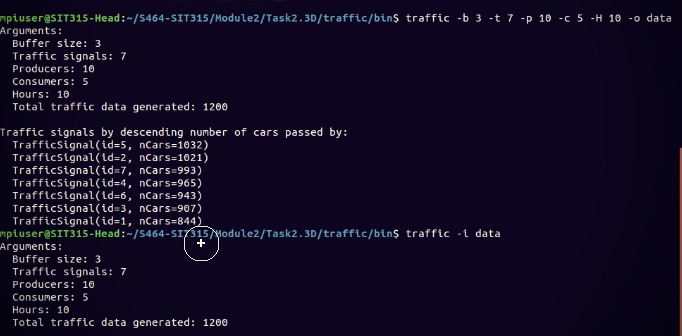 mpiuser@SIT315-Head:~/S464-SIT315/Module2/Task2.3D/traffic/bin$ traffic -b 3 -t 7 -p 10 -c 5 -H 10 -o data
Arguments:
  Buffer size: 3
  Traffic signals: 7
  Producers: 10
  Consumers: 5
  Hours: 10
  Total traffic data generated: 1200

Traffic signals by descending number of cars passed by:
  TrafficSignal(id=5, nCars=1032)
  TrafficSignal(id=2, nCars=1021)
  TrafficSignal(id=7, nCars=993)
  TrafficSignal(id=4, nCars=965)
  TrafficSignal(id=6, nCars=943)
  TrafficSignal(id=3, nCars=907)
  TrafficSignal(id=1, nCars=844)
mpiuser@SIT315-Head:~/S464-SIT315/Module2/Task2.3D/traffic/bin$ traffic -i data
Arguments:
  Buffer size: 3
  Traffic signals: 7
  Producers: 10
  Consumers: 5
  Hours: 10
  Total traffic data generated: 1200